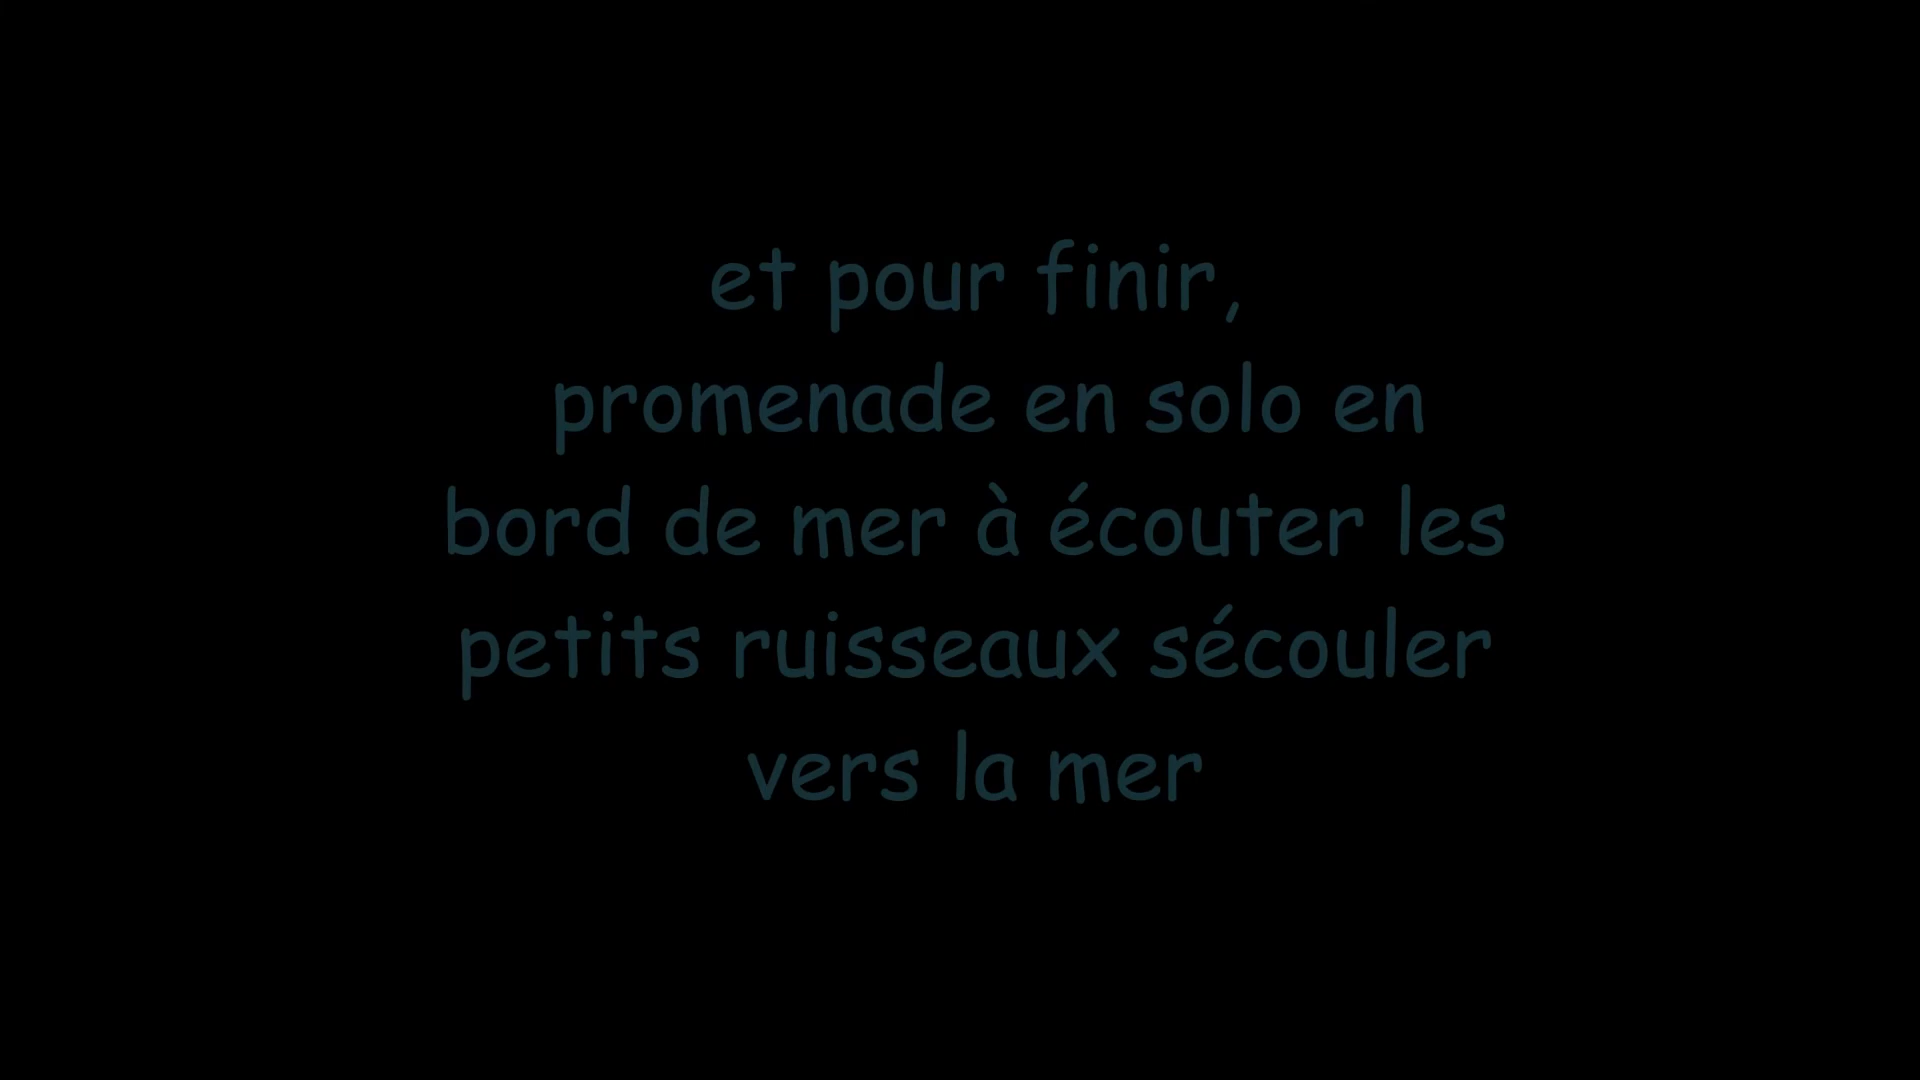 et pour finir,
promenade en solo en
bord de mer à écouter les
petits ruisseaux sécouler
vers la mer